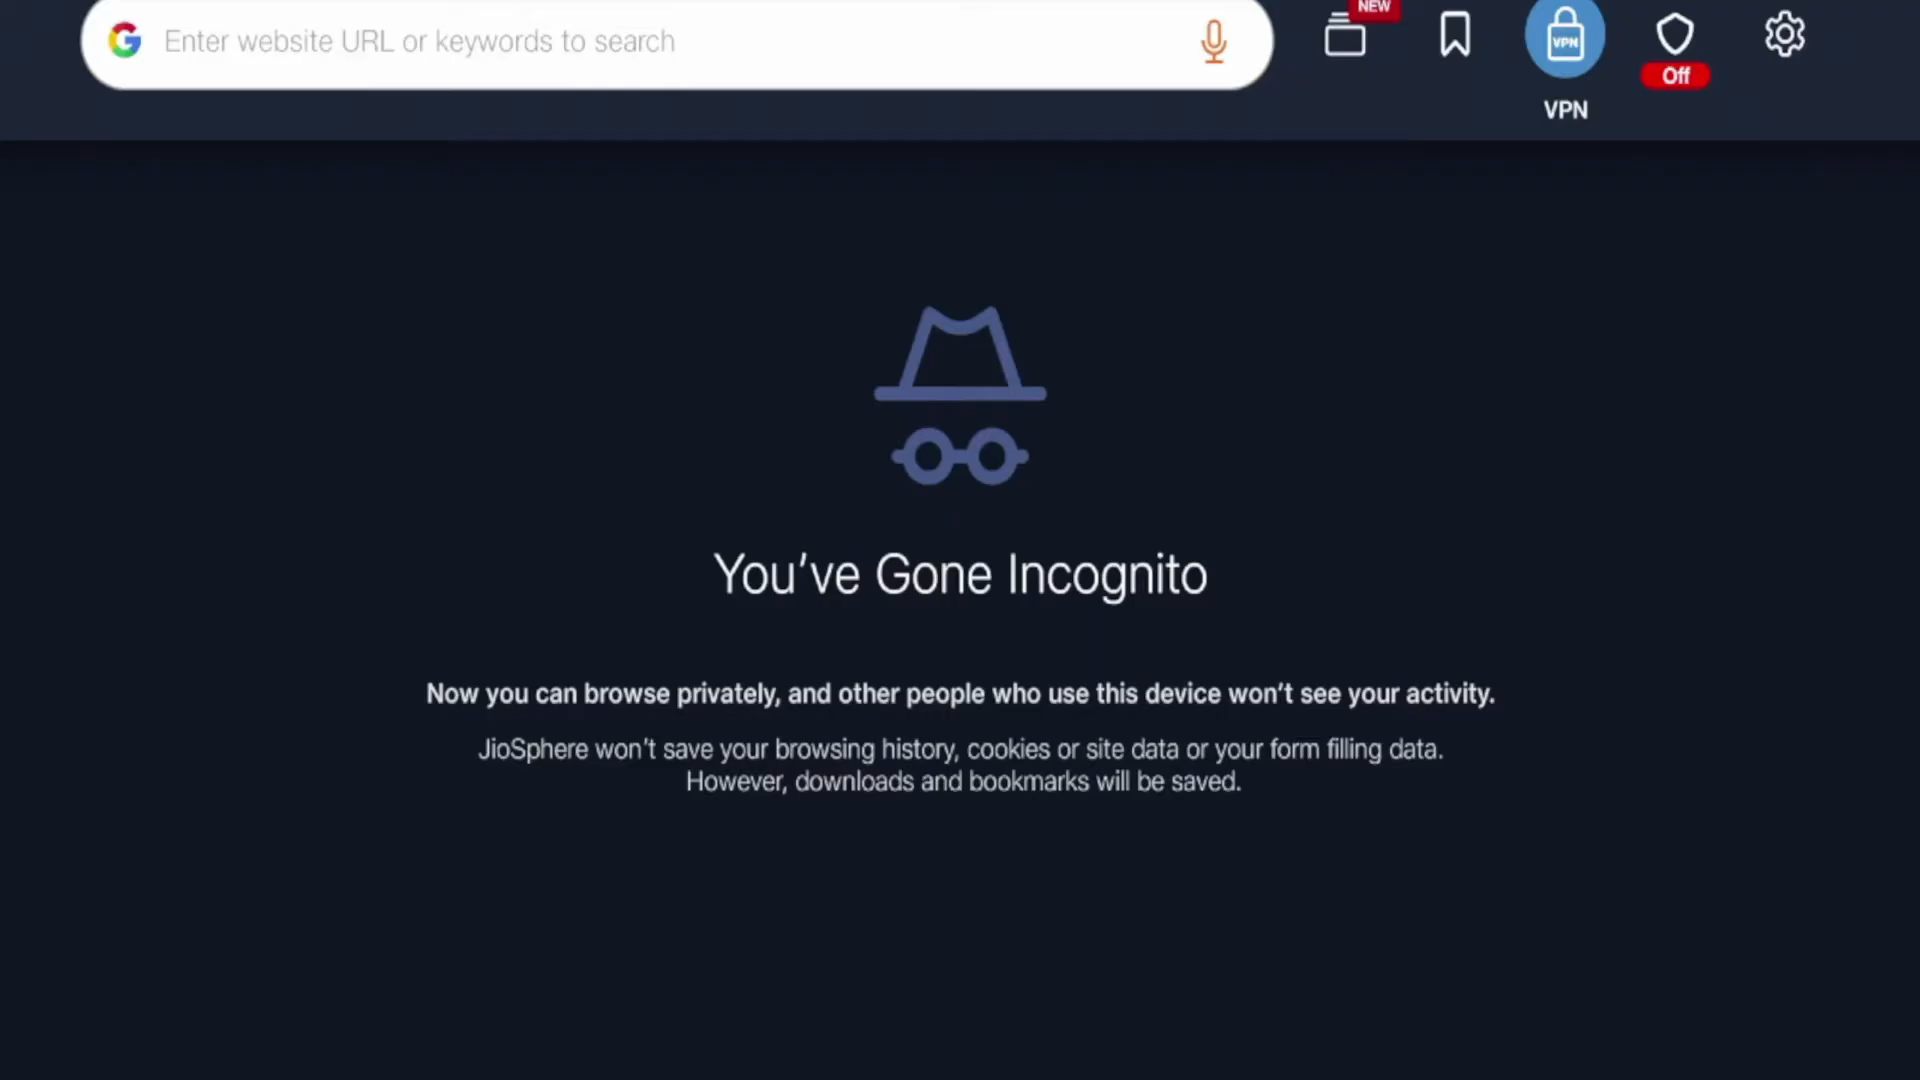 NEW
Enter website URL or keywords to search
VPN
Off
VPN
You've Gone Incognito
Now you can browse privately, and other people who use this device won't see your activity.
JioSphere won't save your browsing history, cookies or site data or your form filling data.
However, downloads and bookmarks will be saved.